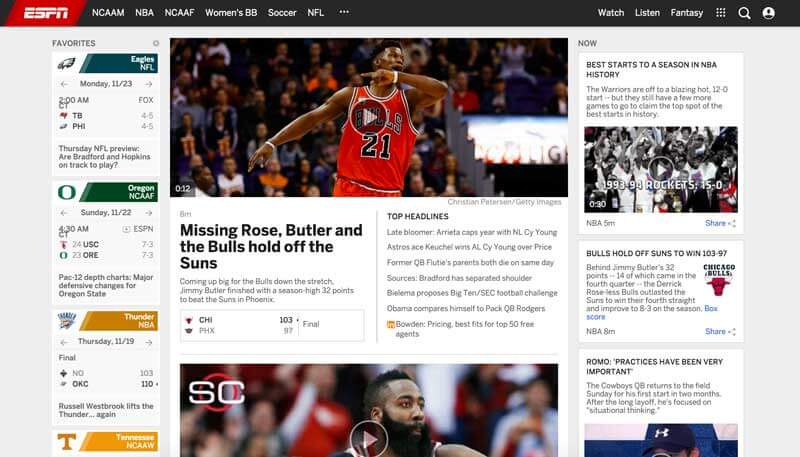 ESPN NCAAM NBA NCAAF Women's BB Soccer NFL ••• Watch Listen Fantasy
FAVORITES
Eagles
NFL
Monday, 11/23
2:00 AM FOX
CT
TB 4-5
PHI 4-5
Thursday NFL preview:
Are Bradford and Hopkins
on track to play?
Oregon
NCAAF
Sunday, 11/22
4:30 AM ESPN
CT
24 USC 7-3
23 ORE 7-3
Pac-12 depth charts: Major
defensive changes for
Oregon State
Thunder
NBA
Thursday, 11/19
Final
NO 103
OKC 110
Russell Westbrook lifts the
Thunder... again
Tennessee
NCAAW
BULLS
21
0:12
Christian Petersen/Getty Images
8m
Missing Rose, Butler and
the Bulls hold off the
Suns
Coming up big for the Bulls down the stretch,
Jimmy Butler finished with a season-high 32 points
to beat the Suns in Phoenix.
CHI 103
PHX 97
Final
TOP HEADLINES
Late bloomer: Arrieta caps year with NL Cy Young
Astros ace Keuchel wins AL Cy Young over Price
Former QB Flutie's parents both die on same day
Sources: Bradford has separated shoulder
Bielema proposes Big Ten/SEC football challenge
Obama compares himself to Pack QB Rodgers
in Bowden: Pricing, best fits for top 50 free
agents
SC
NOW
BEST STARTS TO A SEASON IN NBA
HISTORY
The Warriors are off to a blazing hot, 12-0
start -- but they still have a few more
games to go to claim the top spot of the
best starts in history.
1993-94 ROCKETS: 15-0
0:30
NBA 5m Share
BULLS HOLD OFF SUNS TO WIN 103-97
Behind Jimmy Butler's 32
points -- 14 of which came in the
fourth quarter -- the Derrick
Rose-less Bulls outlasted the
Suns to win their fourth straight
and improve to 8-3 on the season. Box
score
CHICAGO
BULLS
NBA 8m Share
ROMO: 'PRACTICES HAVE BEEN VERY
IMPORTANT'
The Cowboys QB returns to the field
Sunday for his first start in two months.
After the long layoff, he's focused on
"situational thinking."